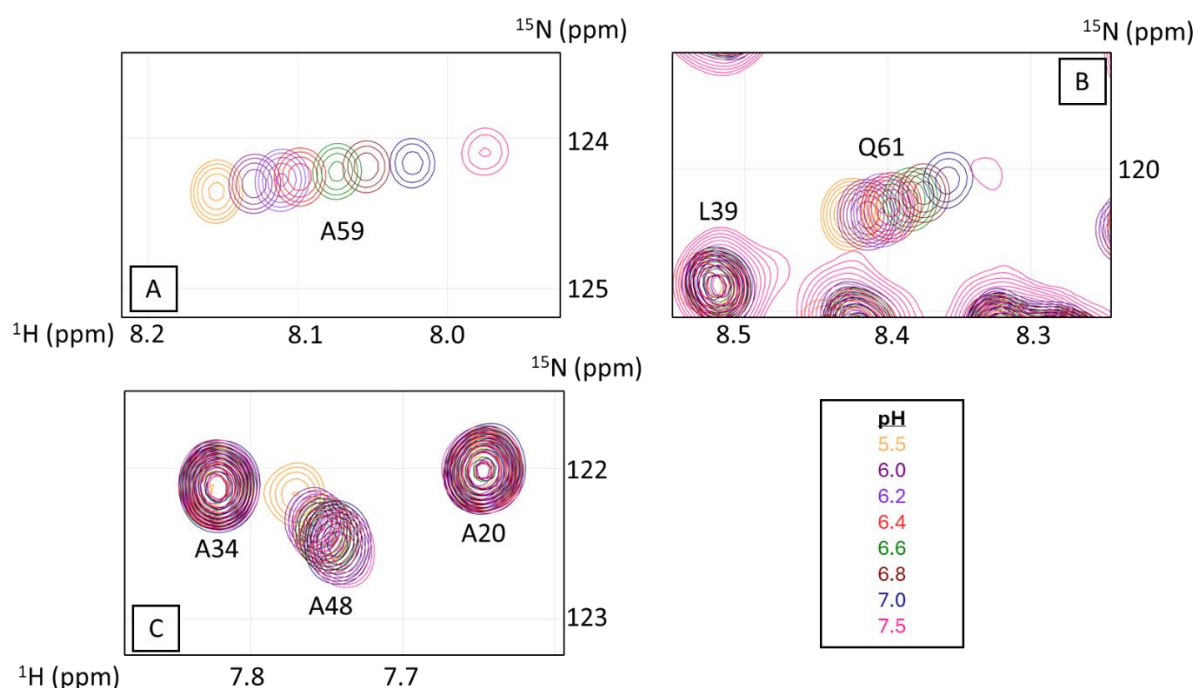 ¹⁵N (ppm)
124
A59
125
A
¹H (ppm)
8.2
8.1
8.0
¹⁵N (ppm)
B
Q61
120
L39
8.5
8.4
8.3
¹⁵N (ppm)
122
A34
A48
A20
123
C
¹H (ppm)
7.8
7.7
pH
5.5
6.0
6.2
6.4
6.6
6.8
7.0
7.5